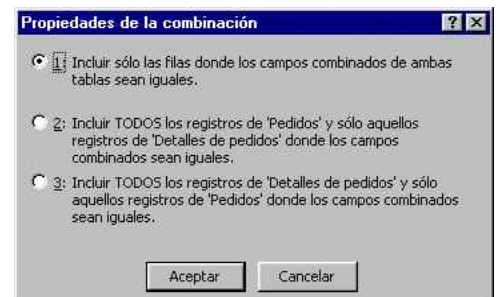 Propiedades de la combinación
1: Incluir sólo las filas donde los campos combinados de ambas
tablas sean iguales.
2: Incluir TODOS los registros de 'Pedidos' y sólo aquellos
registros de 'Detalles de pedidos' donde los campos
combinados sean iguales.
3: Incluir TODOS los registros de 'Detalles de pedidos' y sólo
aquellos registros de 'Pedidos' donde los campos combinados
sean iguales.
Aceptar Cancelar